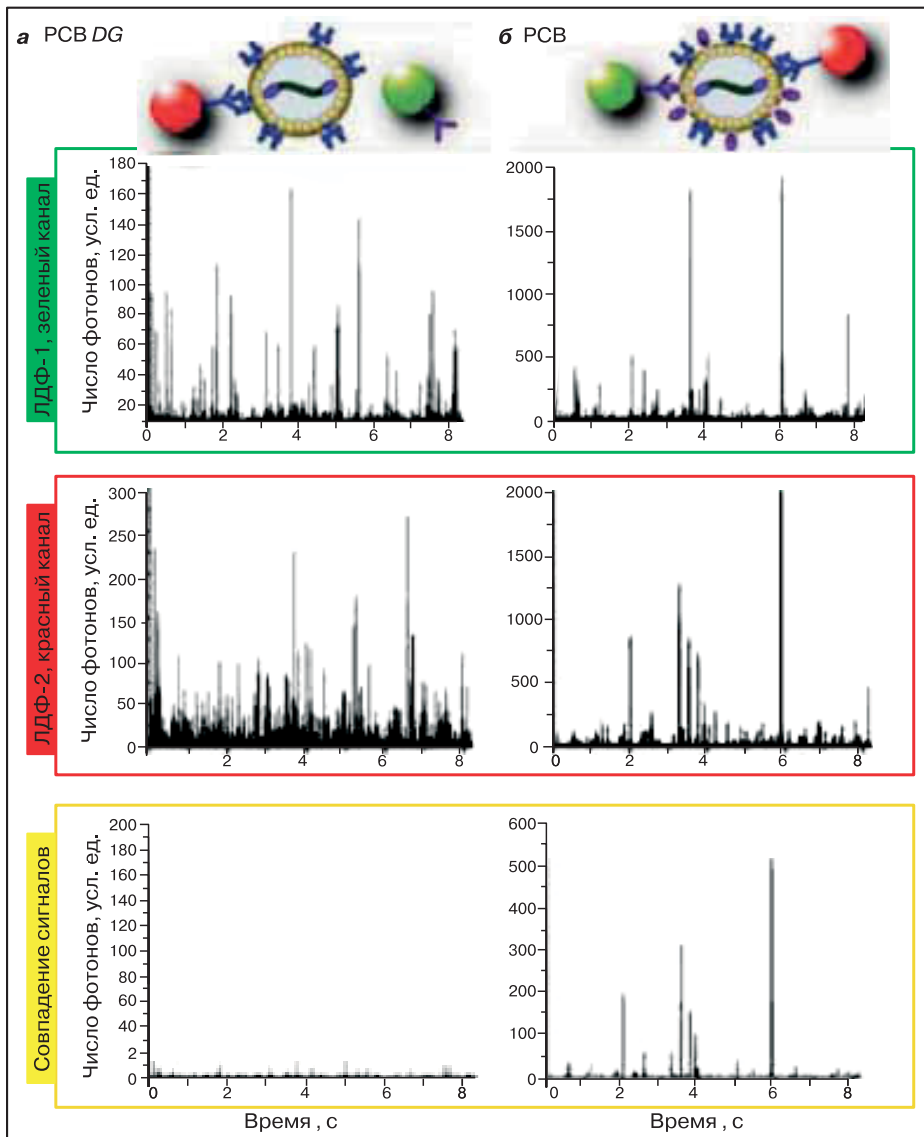 а РСВ DG
б РСВ
ЛДФ-1, зеленый канал
Число фотонов, усл. ед.
180
160
140
120
100
80
60
40
20
0 2 4 6 8
2000
1500
1000
500
0
0 2 4 6 8
ЛДФ-2, красный канал
Число фотонов, усл. ед.
300
250
200
150
100
50
0
2 4 6 8
2000
1500
1000
500
0
0 2 4 6 8
Совпадение сигналов
Число фотонов, усл. ед.
200
180
160
140
120
100
80
60
40
2
0
0 2 4 6 8
600
500
400
300
200
100
0
0 2 4 6 8
Время , с
Время , с